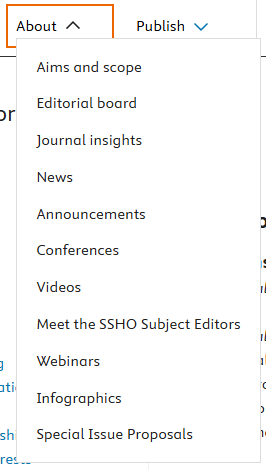 About
Publish
Aims and scope
Editorial board
Journal insights
News
Announcements
Conferences
Videos
Meet the SSHO Subject Editors
Webinars
Infographics
Special Issue Proposals